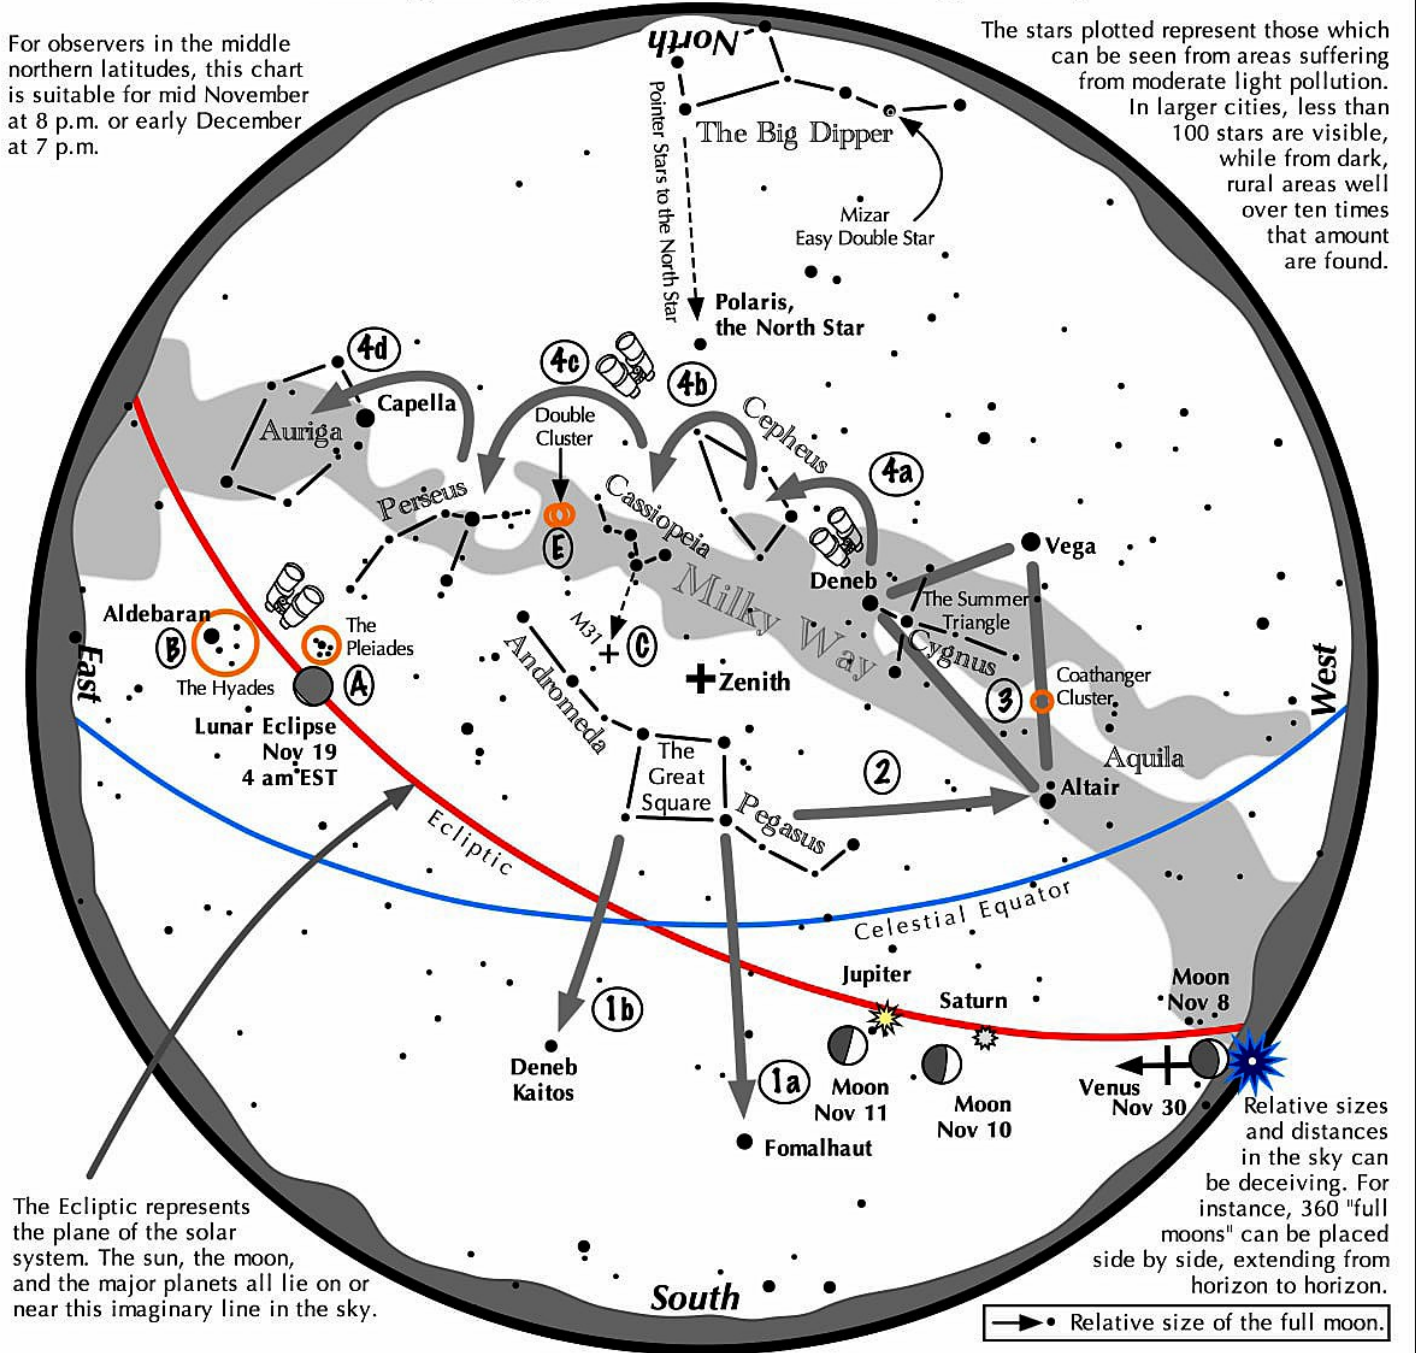 For observers in the middle
northern latitudes, this chart
is suitable for mid November
at 8 p.m. or early December
at 7 p.m.
The stars plotted represent those which
can be seen from areas suffering
from moderate light pollution.
In larger cities, less than
100 stars are visible,
while from dark,
rural areas well
over ten times
that amount
are found.
North
Pointer Stars to the North Star
The Big Dipper
Mizar
Easy Double Star
Polaris,
the North Star
4d
4c
4b
4a
Capella
Auriga
Double
Cluster
Cepheus
Perseus
Cassiopeia
E
Milky Way
Deneb
Vega
The Summer
Triangle
Cygnus
Aldebaran
B
The Hyades
The
Pleiades
A
M31
C
Zenith
Andromeda
East
West
Lunar Eclipse
Nov 19
4 am EST
3
Coathanger
Cluster
Aquila
Altair
2
The
Great
Square
Pegasus
Ecliptic
Celestial Equator
Jupiter
Saturn
Moon
Nov 8
1b
Deneb
Kaitos
1a
Fomalhaut
Moon
Nov 11
Moon
Nov 10
Venus
Nov 30
The Ecliptic represents
the plane of the solar
system. The sun, the moon,
and the major planets all lie on or
near this imaginary line in the sky.
Relative sizes
and distances
in the sky can
be deceiving. For
instance, 360 "full
moons" can be placed
side by side, extending from
horizon to horizon.
South
Relative size of the full moon.